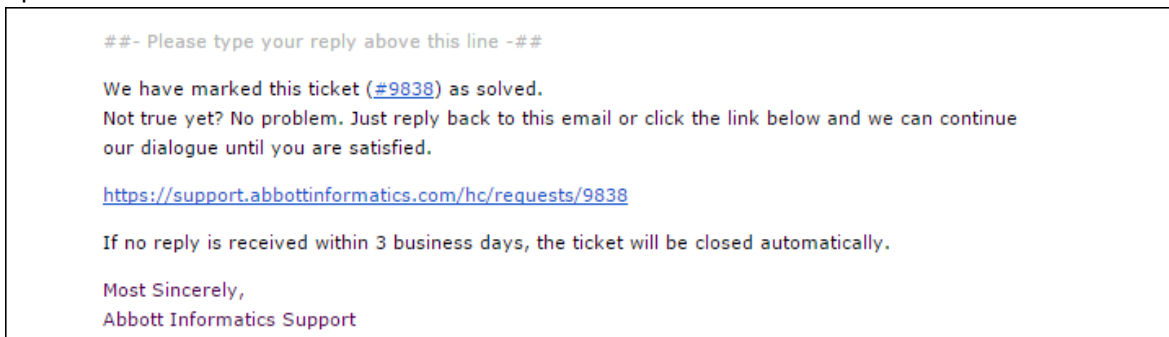 ##- Please type your reply above this line -##
We have marked this ticket (#9838) as solved.
Not true yet? No problem. Just reply back to this email or click the link below and we can continue
our dialogue until you are satisfied.
https://support.abbottinformatics.com/hc/requests/9838
If no reply is received within 3 business days, the ticket will be closed automatically.
Most Sincerely,
Abbott Informatics Support